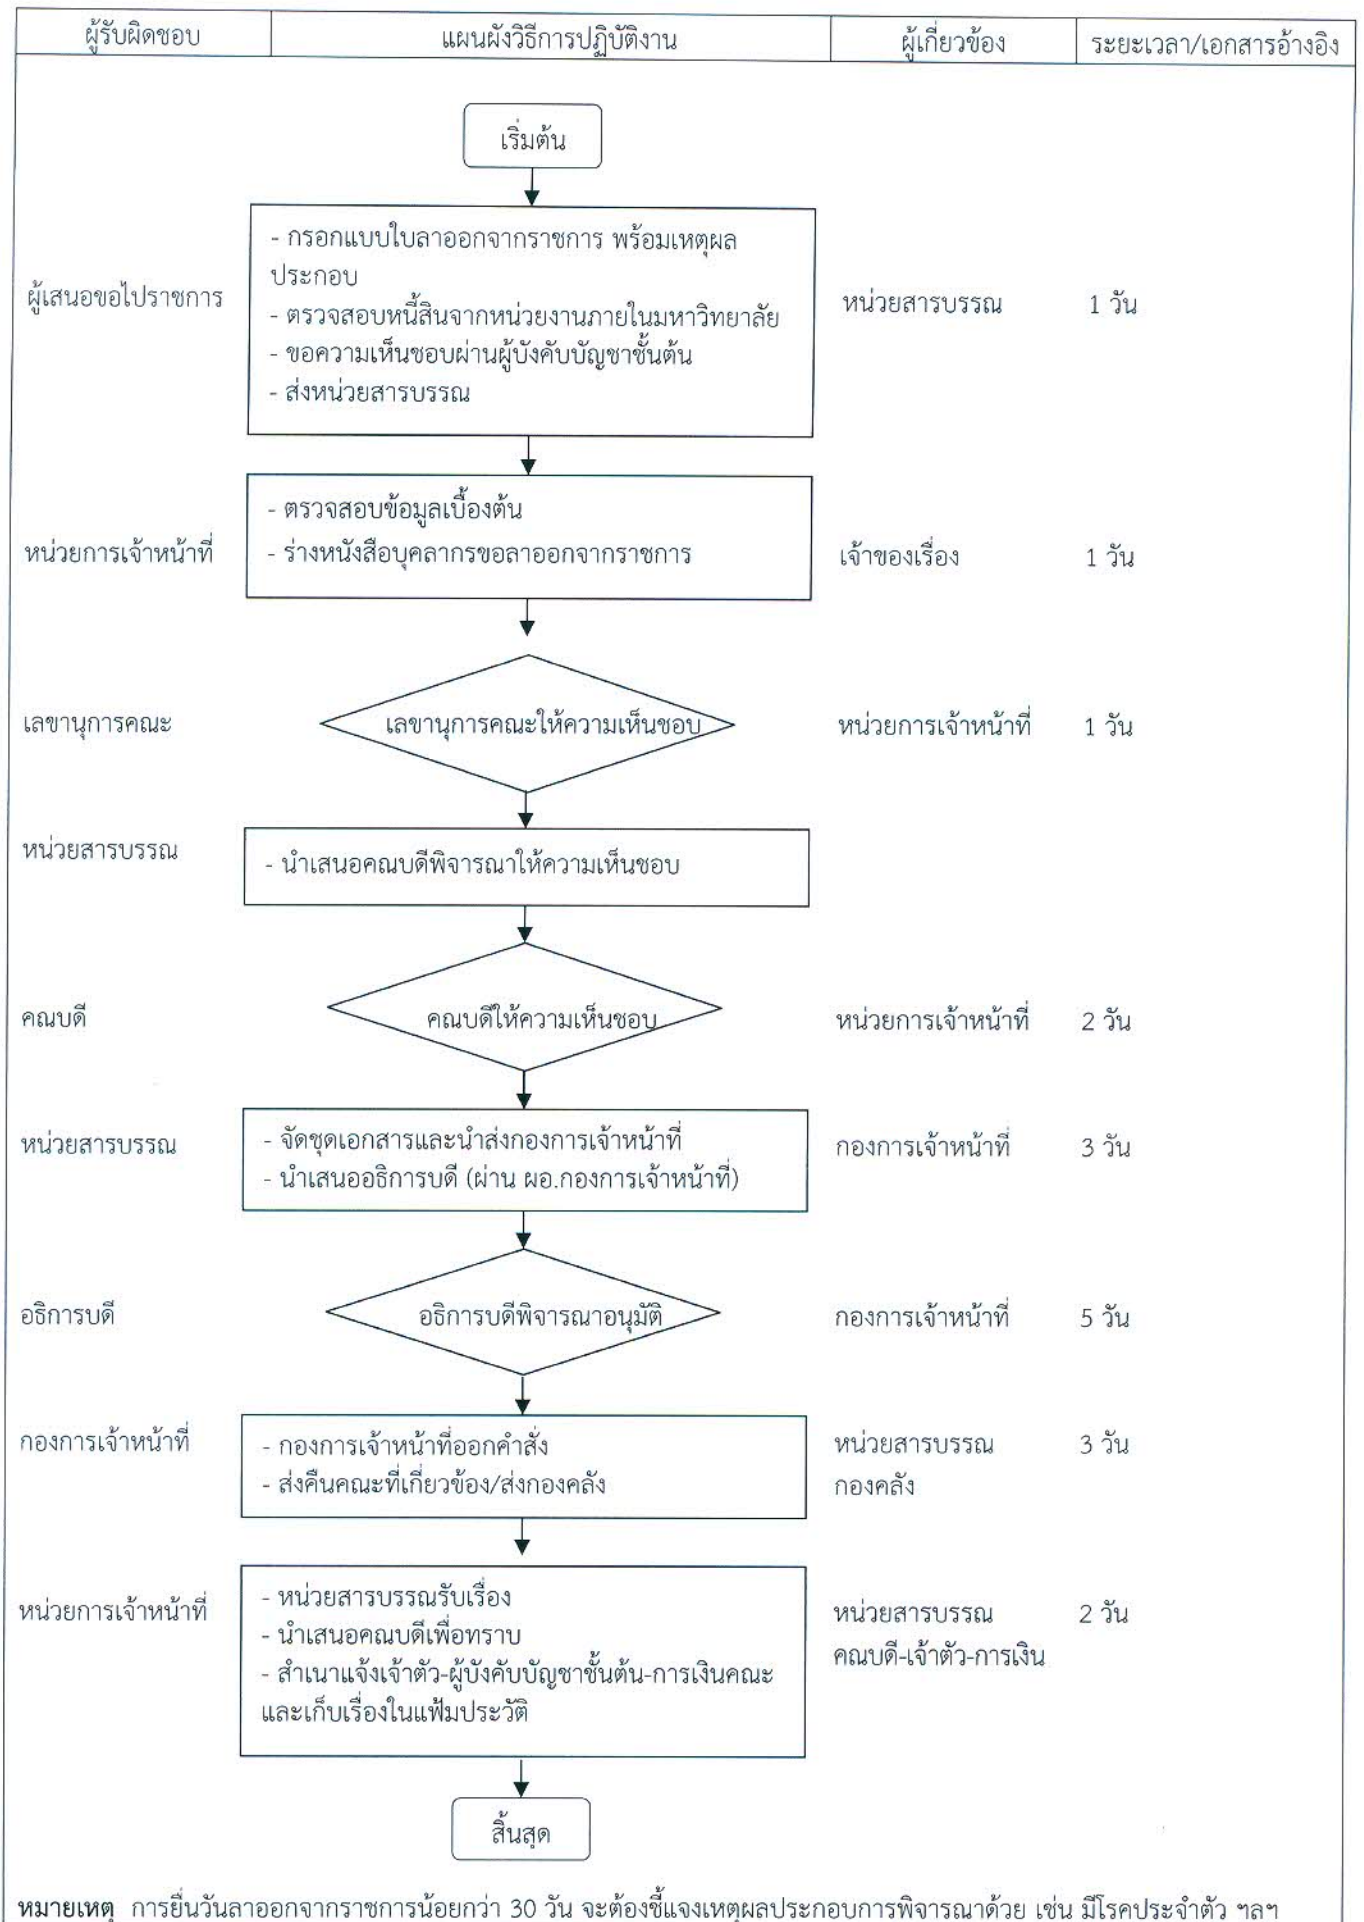 ผู้รับผิดชอบ
แผนผังวิธีการปฏิบัติงาน
ผู้เกี่ยวข้อง
ระยะเวลา/เอกสารอ้างอิง
เริ่มต้น
ผู้เสนอขอไปราชการ
- กรอกแบบใบลาออกจากราชการ พร้อมเหตุผล
ประกอบ
- ตรวจสอบหนี้สินจากหน่วยงานภายในมหาวิทยาลัย
- ขอความเห็นชอบผ่านผู้บังคับบัญชาชั้นต้น
- ส่งหน่วยสารบรรณ
หน่วยสารบรรณ
1 วัน
หน่วยการเจ้าหน้าที่
- ตรวจสอบข้อมูลเบื้องต้น
- ร่างหนังสือบุคลากรขอลาออกจากราชการ
เจ้าของเรื่อง
1 วัน
เลขานุการคณะ
เลขานุการคณะให้ความเห็นชอบ
หน่วยการเจ้าหน้าที่
1 วัน
หน่วยสารบรรณ
- นำเสนอคณบดีพิจารณาให้ความเห็นชอบ
คณบดี
คณบดีให้ความเห็นชอบ
หน่วยการเจ้าหน้าที่
2 วัน
หน่วยสารบรรณ
- จัดชุดเอกสารและนำส่งกองการเจ้าหน้าที่
- นำเสนออธิการบดี (ผ่าน ผอ.กองการเจ้าหน้าที่)
กองการเจ้าหน้าที่
3 วัน
อธิการบดี
อธิการบดีพิจารณาอนุมัติ
กองการเจ้าหน้าที่
5 วัน
กองการเจ้าหน้าที่
- กองการเจ้าหน้าที่ออกคำสั่ง
- ส่งคืนคณะที่เกี่ยวข้อง/ส่งกองคลัง
หน่วยสารบรรณ
กองคลัง
3 วัน
หน่วยการเจ้าหน้าที่
- หน่วยสารบรรณรับเรื่อง
- นำเสนอคณบดีเพื่อทราบ
- สำเนาแจ้งเจ้าตัว-ผู้บังคับบัญชาชั้นต้น-การเงินคณะ
และเก็บเรื่องในแฟ้มประวัติ
หน่วยสารบรรณ
คณบดี-เจ้าตัว-การเงิน
2 วัน
สิ้นสุด
หมายเหตุ การยื่นวันลาออกจากราชการน้อยกว่า 30 วัน จะต้องชี้แจงเหตุผลประกอบการพิจารณาด้วย เช่น มีโรคประจำตัว ฯลฯ